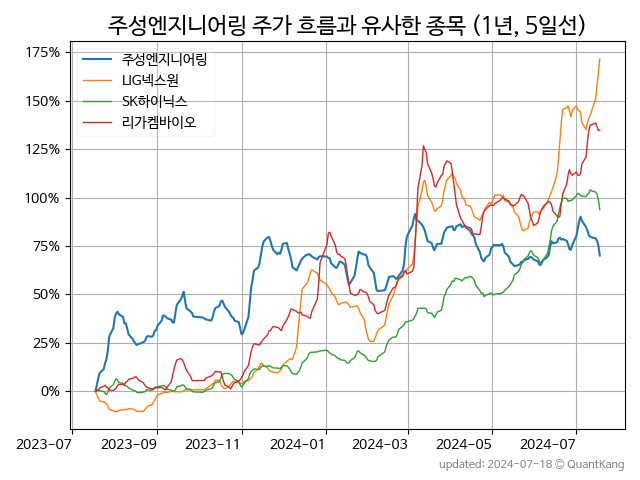 주성엔지니어링 주가 흐름과 유사한 종목 (1년, 5일선)
175%
150%
125%
100%
75%
50%
25%
0%
주성엔지니어링
LIG넥스원
SK하이닉스
리가켐바이오
2023-07 2023-09 2023-11 2024-01 2024-03 2024-05 2024-07
updated: 2024-07-18 © QuantKang